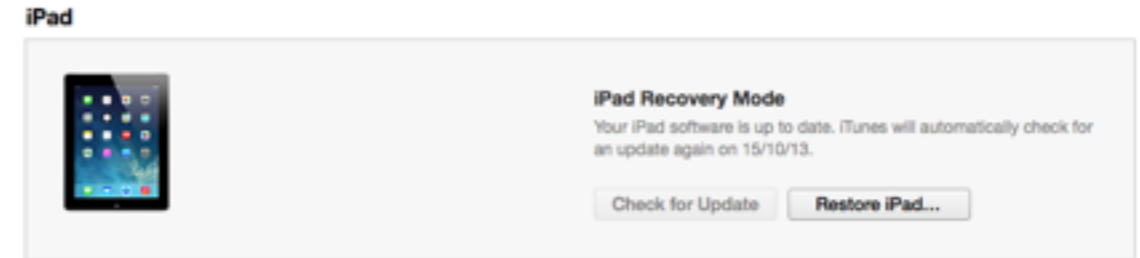 iPad
iPad Recovery Mode
Your iPad software is up to date. iTunes will automatically check for
an update again on 15/10/13.
Check for Update
Restore iPad...